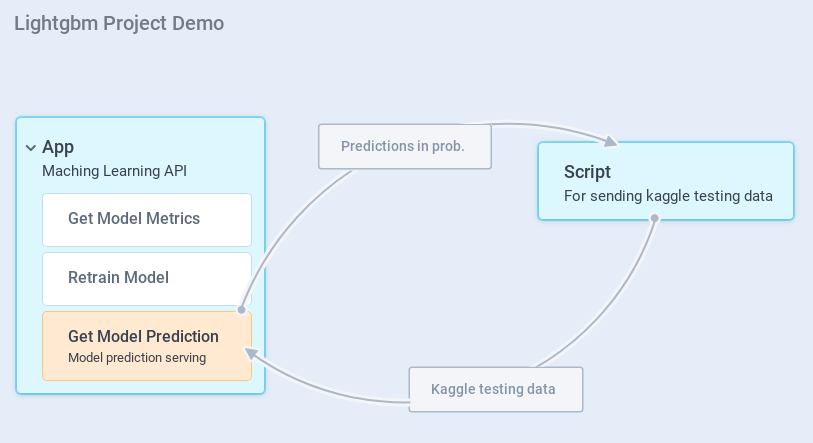 Lightgbm Project Demo
App
Maching Learning API
Get Model Metrics
Retrain Model
Get Model Prediction
Model prediction serving
Predictions in prob.
Script
For sending kaggle testing data
Kaggle testing data